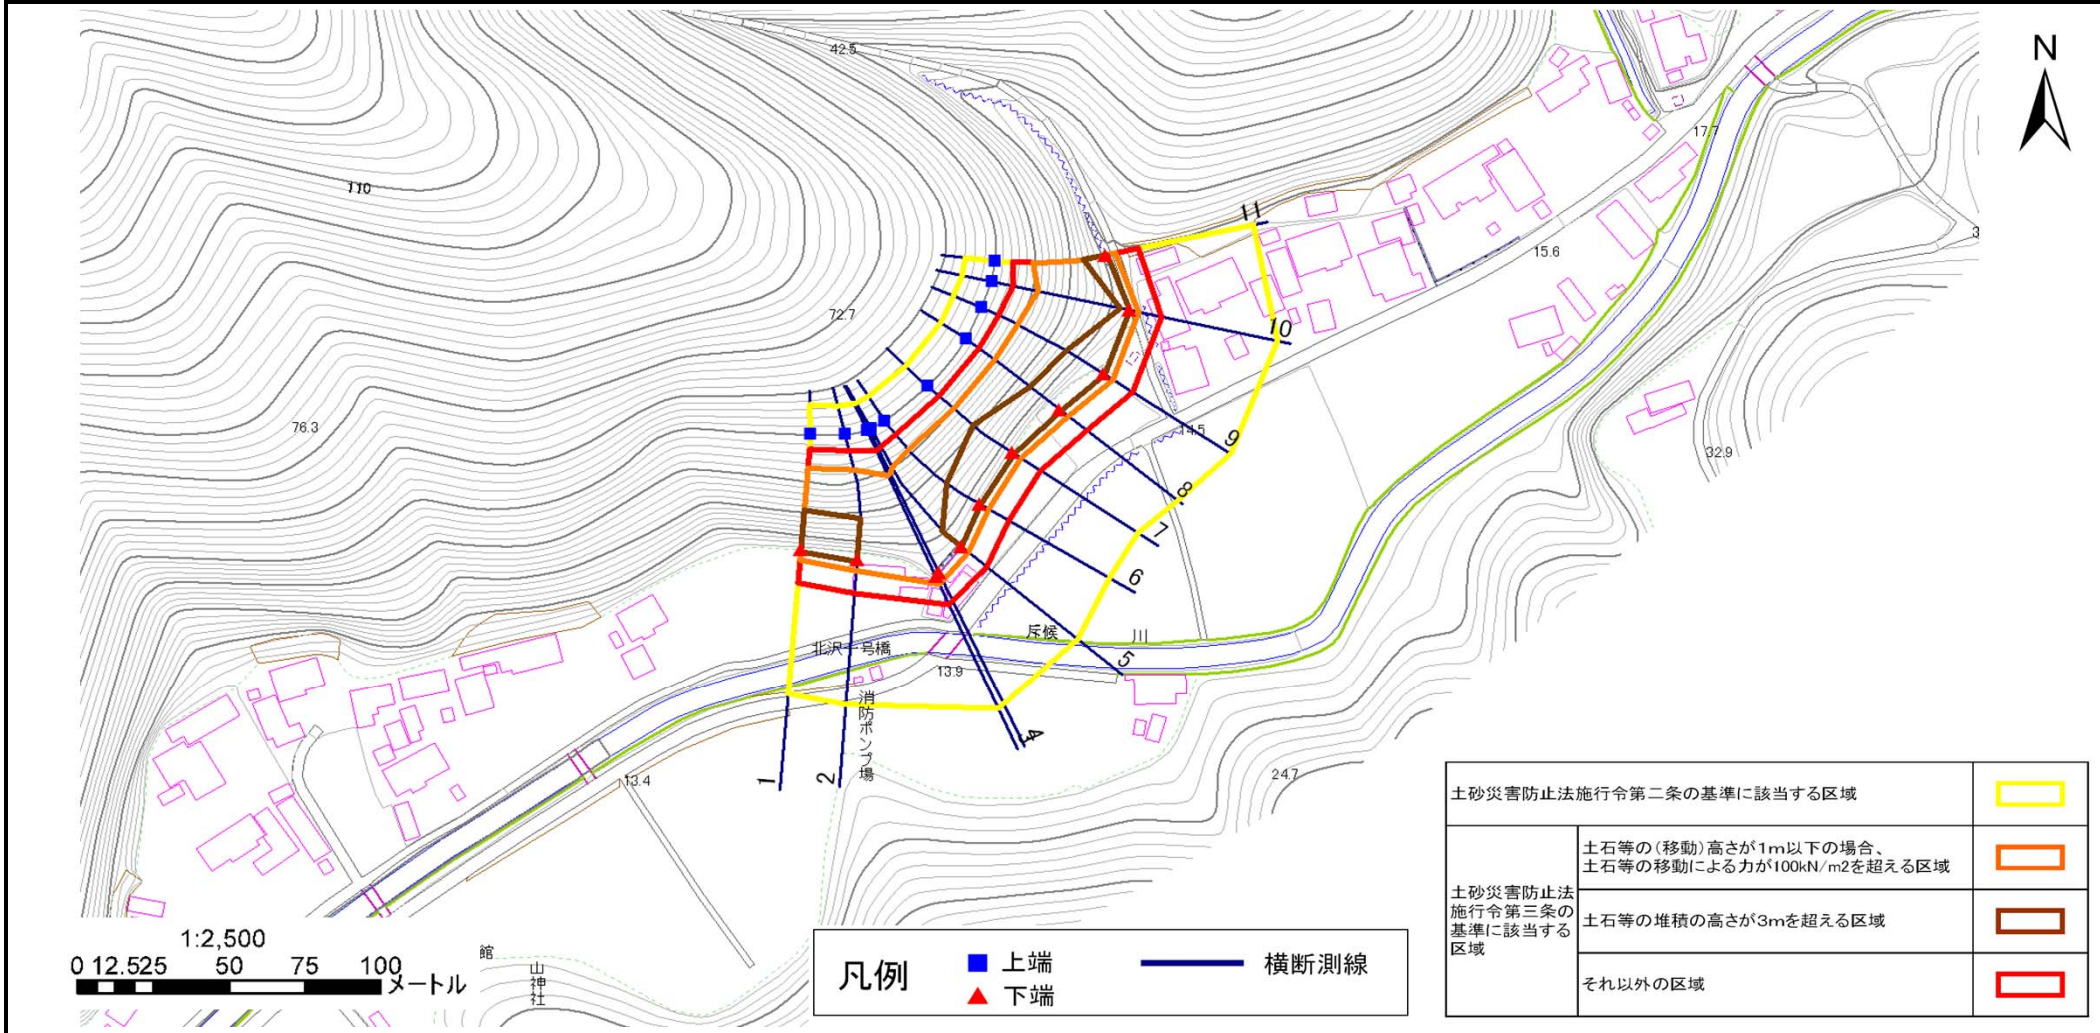 42.5
N
17.7
110
11
15.6
3
72.7
10
76.3
14.5
9
32.9
8
7
6
斥候
川
北沢一号橋
5
13.9
消防ポンプ場
4
1
2
13.4
24.7
土砂災害防止法施行令第二条の基準に該当する区域
土砂災害防止法
施行令第三条の
基準に該当する
区域
土石等の（移動）高さが1m以下の場合、
土石等の移動による力が100kN/m2を超える区域
土石等の堆積の高さが3mを超える区域
それ以外の区域
1:2,500
0 12.525 50 75 100
メートル
館
山神社
凡例
上端
下端
横断測線